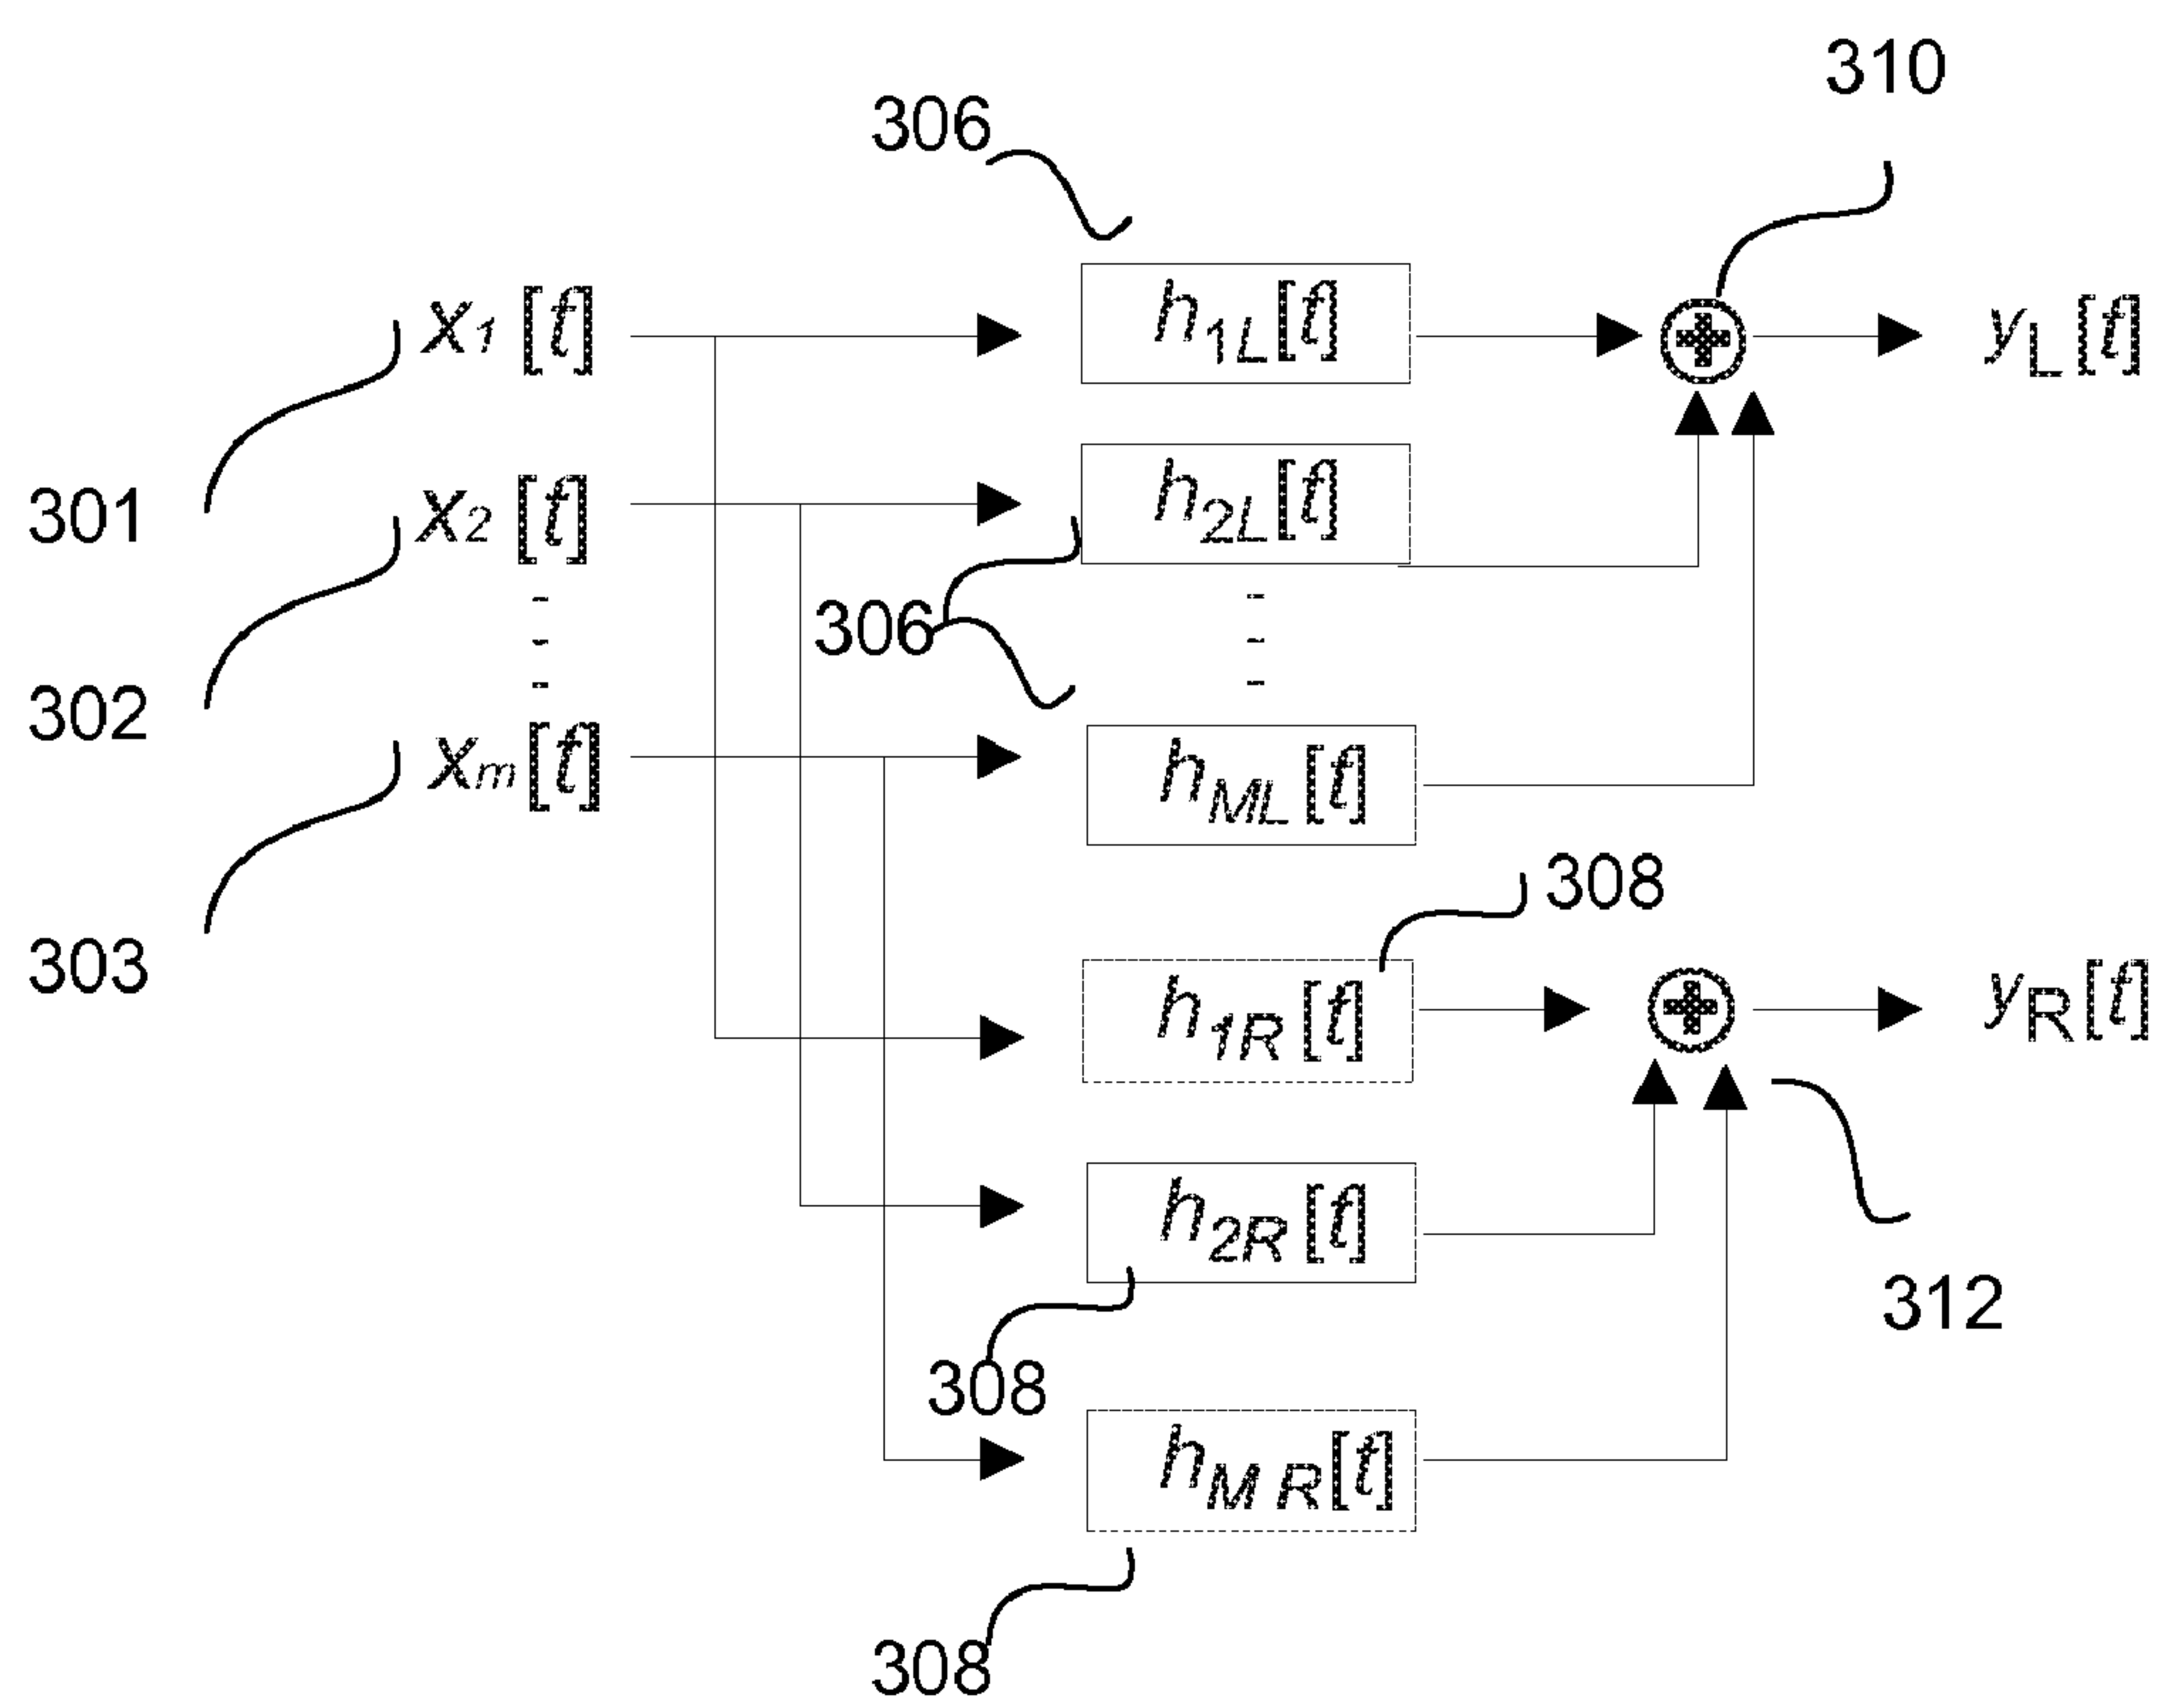 310
306
x1 [t]
h1L[t]
yL[t]
301
x2 [t]
h2L[t]
306
302
xm[t]
hML[t]
308
303
h1R[t]
yR[t]
h2R[t]
312
308
hMR[t]
308